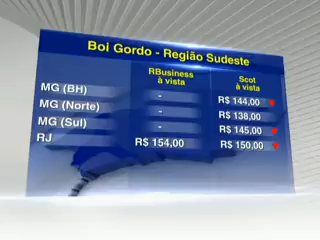 Boi Gordo - Região Sudeste
RBusiness à vista Scot à vista
MG (BH) - R$ 144,00
MG (Norte) - R$ 138,00
MG (Sul) - R$ 145,00
RJ R$ 154,00 R$ 150,00